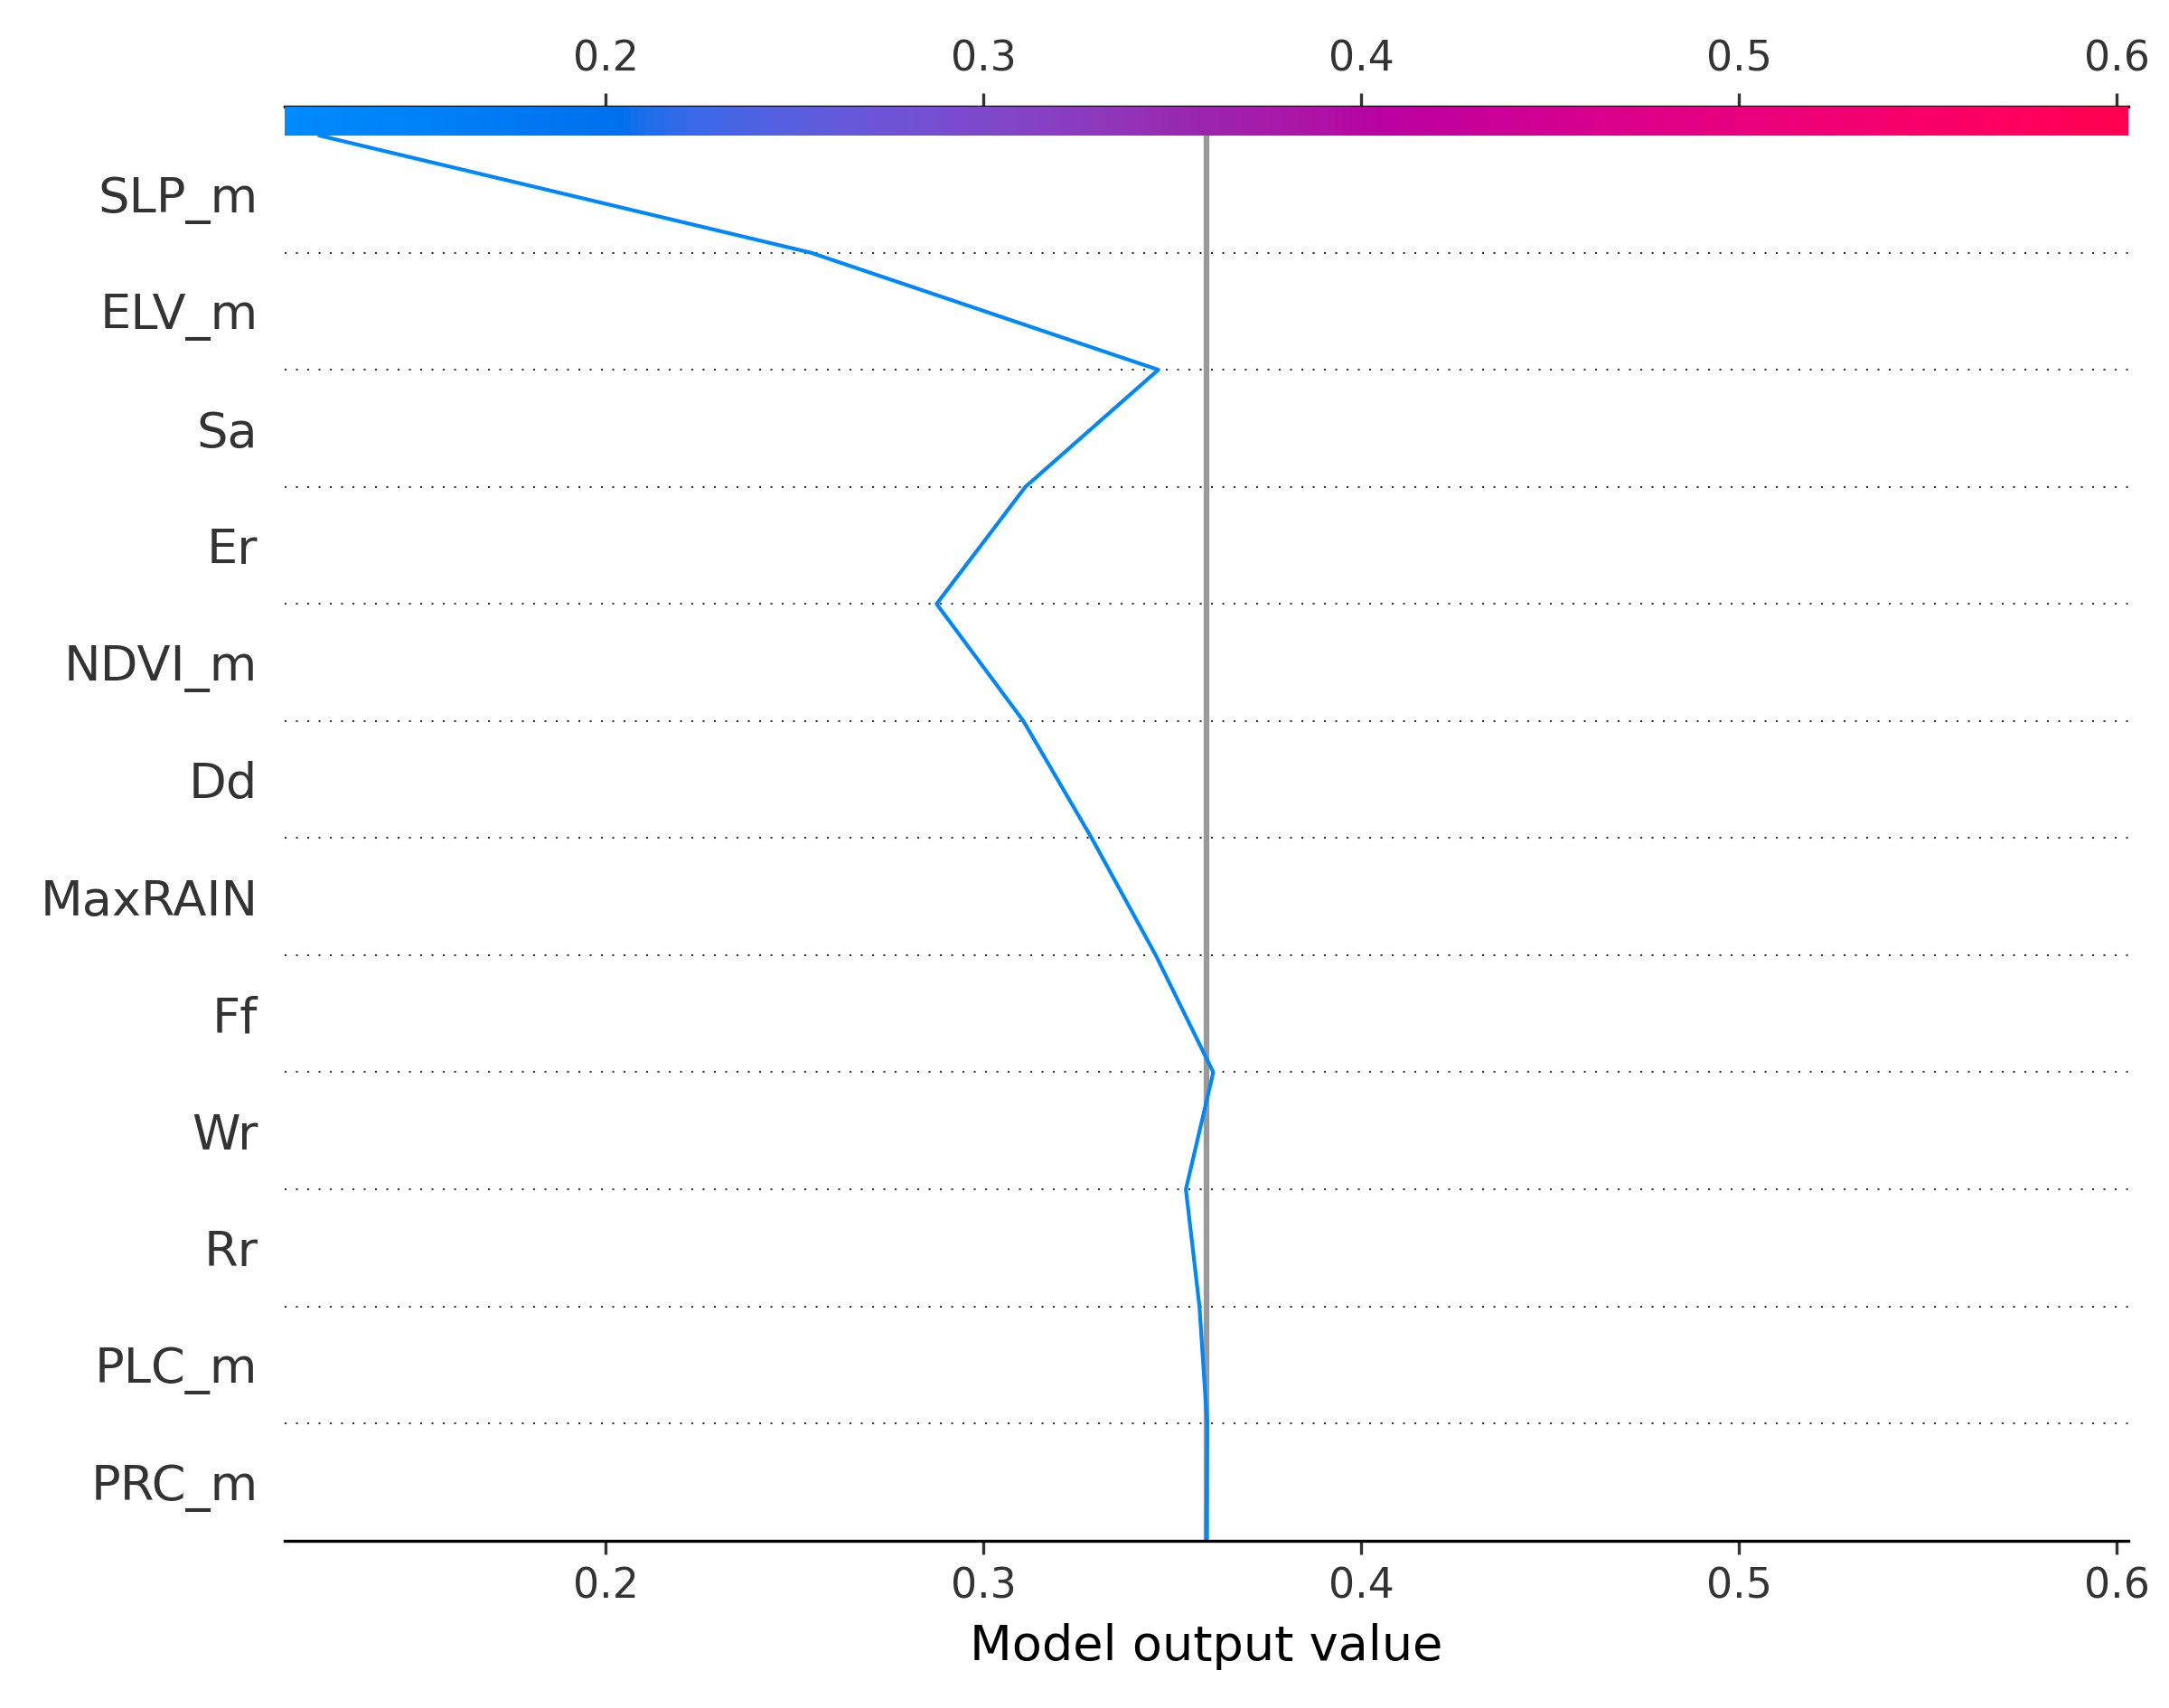 0.2 0.3 0.4 0.5 0.6
SLP_m
ELV_m
Sa
Er
NDVI_m
Dd
MaxRAIN
Ff
Wr
Rr
PLC_m
PRC_m
0.2 0.3 0.4 0.5 0.6
Model output value